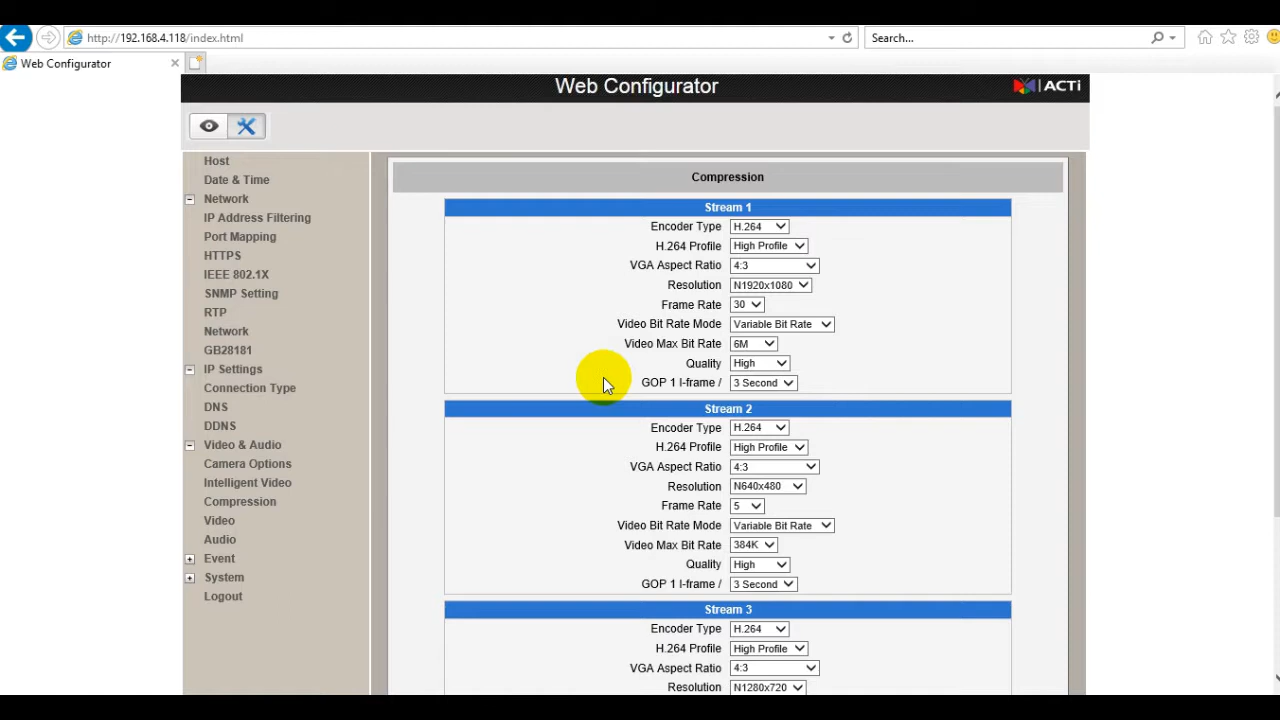 http://192.168.4.118/index.html
Search...
Web Configurator
Web Configurator
ACTi
Host
Date & Time
Network
IP Address Filtering
Port Mapping
HTTPS
IEEE 802.1X
SNMP Setting
RTP
Network
GB28181
IP Settings
Connection Type
DNS
DDNS
Video & Audio
Camera Options
Intelligent Video
Compression
Video
Audio
Event
System
Logout
Compression
Stream 1
Encoder Type H.264
H.264 Profile High Profile
VGA Aspect Ratio 4:3
Resolution N1920x1080
Frame Rate 30
Video Bit Rate Mode Variable Bit Rate
Video Max Bit Rate 6M
Quality High
GOP 1 I-frame / 3 Second
Stream 2
Encoder Type H.264
H.264 Profile High Profile
VGA Aspect Ratio 4:3
Resolution N640x480
Frame Rate 5
Video Bit Rate Mode Variable Bit Rate
Video Max Bit Rate 384K
Quality High
GOP 1 I-frame / 3 Second
Stream 3
Encoder Type H.264
H.264 Profile High Profile
VGA Aspect Ratio 4:3
Resolution N1280x720